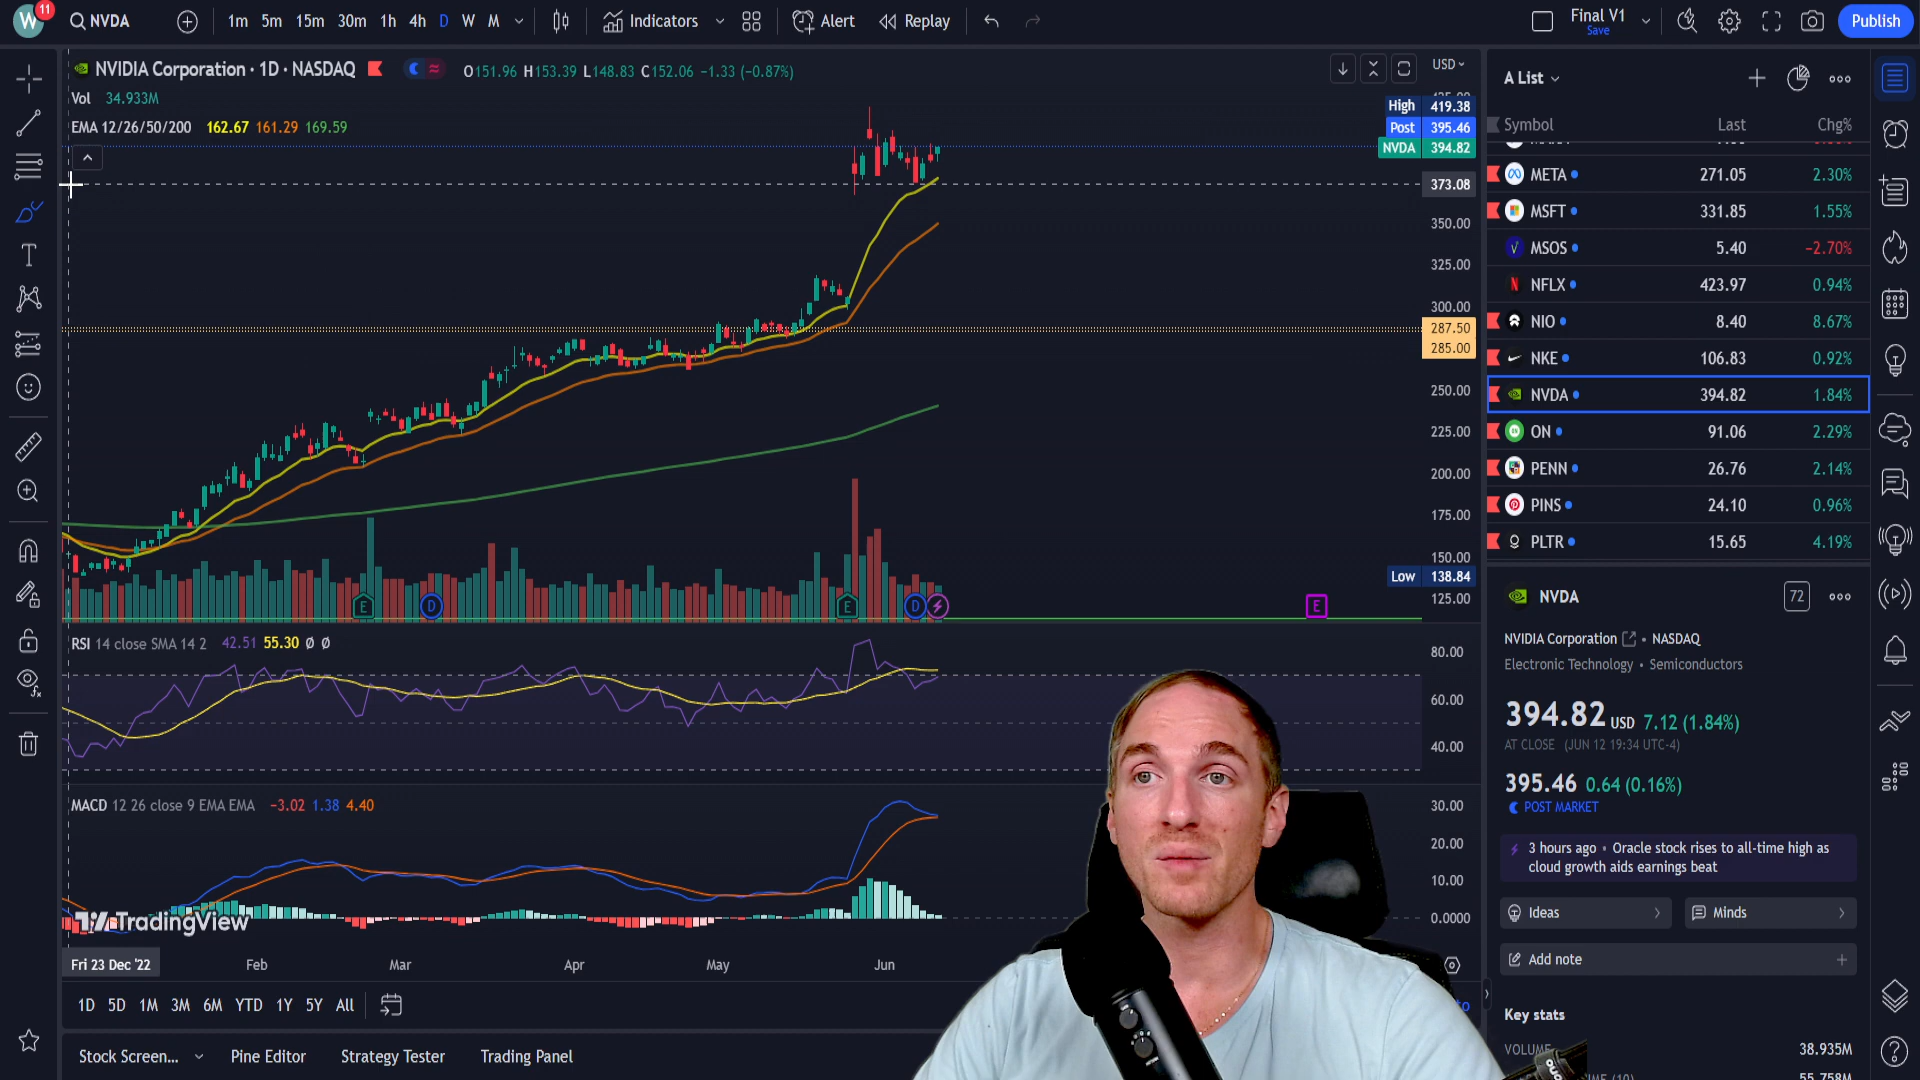 W 11 NVDA 1m 5m 15m 30m 1h 4h D W M Indicators Alert Replay Final V1 Save Publish
NVIDIA Corporation · 1D · NASDAQ O151.96 H153.39 L148.83 C152.06 −1.33 (−0.87%) USD
Vol 34.933M
EMA 12/26/50/200 162.67 161.29 169.59
High 419.38
Post 395.46
NVDA 394.82
373.08
350.00
325.00
300.00
287.50
285.00
250.00
225.00
200.00
175.00
150.00
Low 138.84
125.00
E D E D E
RSI 14 close SMA 14 2 42.51 55.30 Ø Ø
80.00
60.00
40.00
MACD 12 26 close 9 EMA EMA −3.02 1.38 4.40
30.00
20.00
10.00
0.0000
TradingView
Fri 23 Dec '22 Feb Mar Apr May Jun
1D 5D 1M 3M 6M YTD 1Y 5Y All
Stock Screen... Pine Editor Strategy Tester Trading Panel
A List
Symbol Last Chg%
META 271.05 2.30%
MSFT 331.85 1.55%
MSOS 5.40 −2.70%
NFLX 423.97 0.94%
NIO 8.40 8.67%
NKE 106.83 0.92%
NVDA 394.82 1.84%
ON 91.06 2.29%
PENN 26.76 2.14%
PINS 24.10 0.96%
PLTR 15.65 4.19%
NVDA 72
NVIDIA Corporation • NASDAQ
Electronic Technology • Semiconductors
394.82 USD 7.12 (1.84%)
AT CLOSE (JUN 12 19:34 UTC-4)
395.46 0.64 (0.16%)
POST MARKET
3 hours ago • Oracle stock rises to all-time high as
cloud growth aids earnings beat
Ideas Minds
Add note
Key stats
VOLUME 38.935M